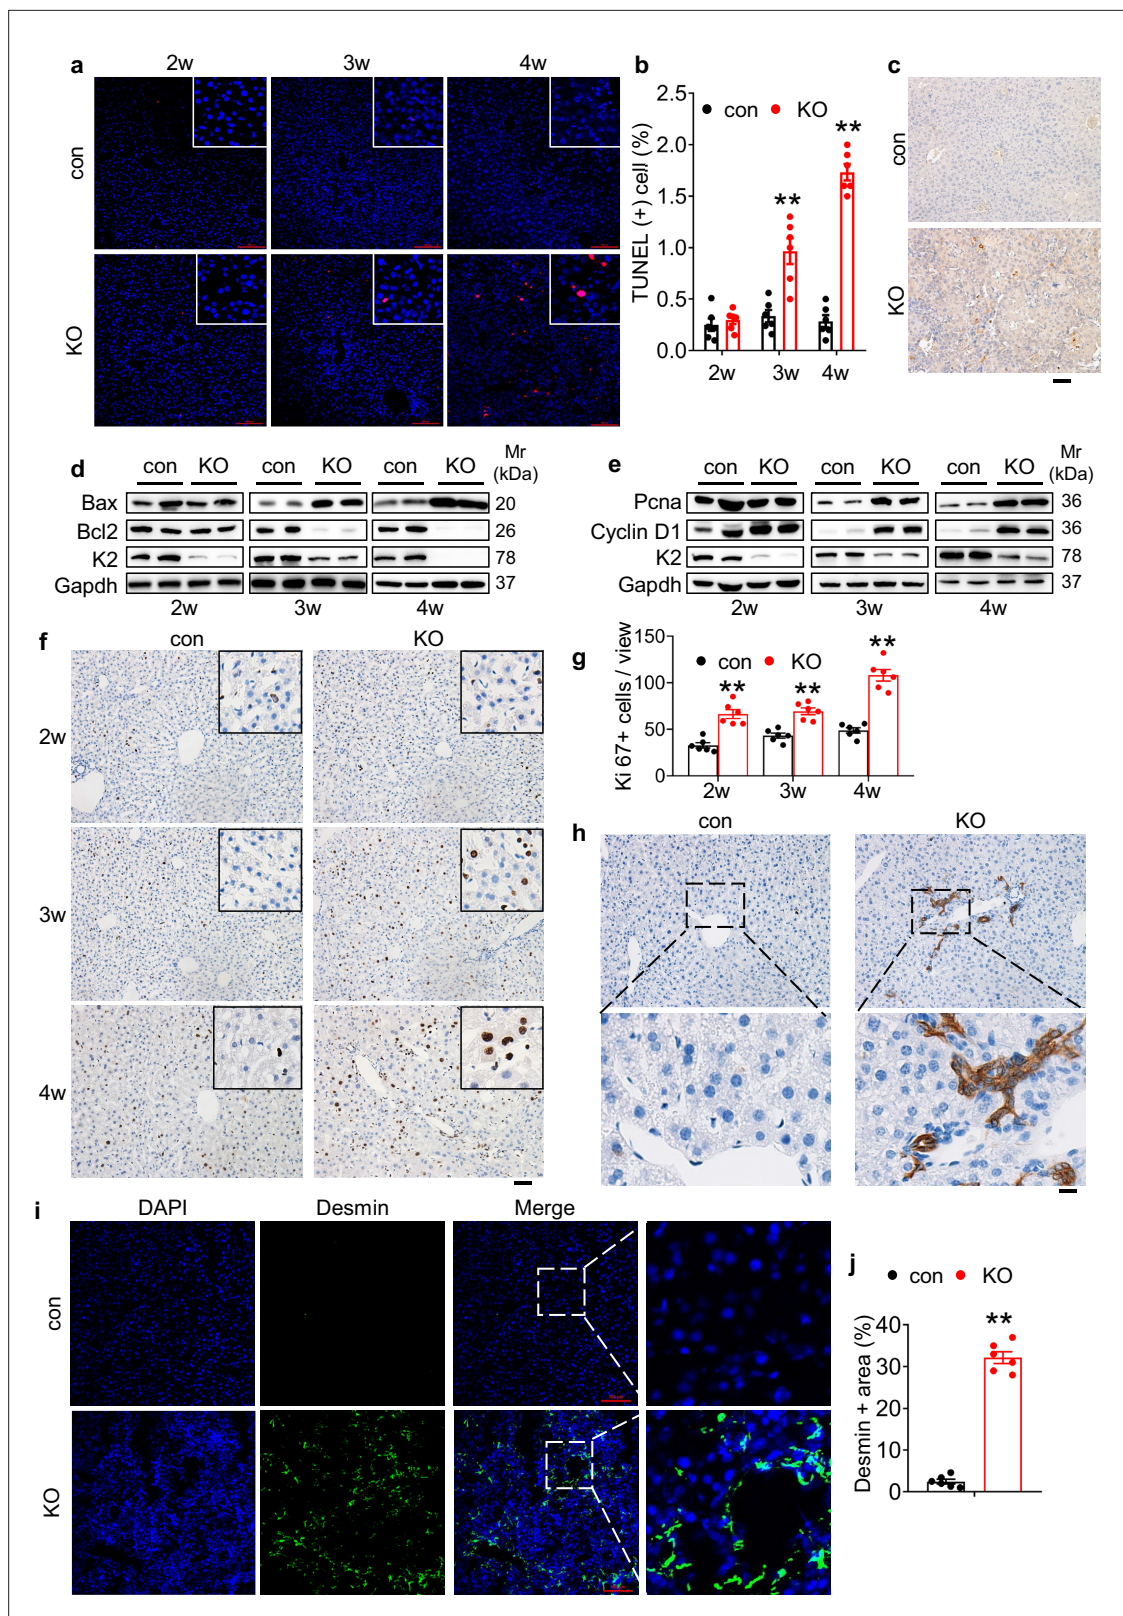 a
2w
3w
4w
con
KO
b
TUNEL (+) cell (%)
con
KO
2.5
2.0
1.5
1.0
0.5
0.0
**
**
2w
3w
4w
c
con
KO
d
con
KO
con
KO
con
KO
Mr
(kDa)
Bax
20
Bcl2
26
K2
78
Gapdh
37
2w
3w
4w
e
con
KO
con
KO
con
KO
Mr
(kDa)
Pcna
36
Cyclin D1
36
K2
78
Gapdh
37
2w
3w
4w
f
con
KO
2w
3w
4w
g
Ki 67+ cells / view
150
100
50
0
con
KO
**
**
**
2w
3w
4w
h
con
KO
i
DAPI
Desmin
Merge
con
KO
j
con
KO
Desmin + area (%)
40
30
20
10
0
**